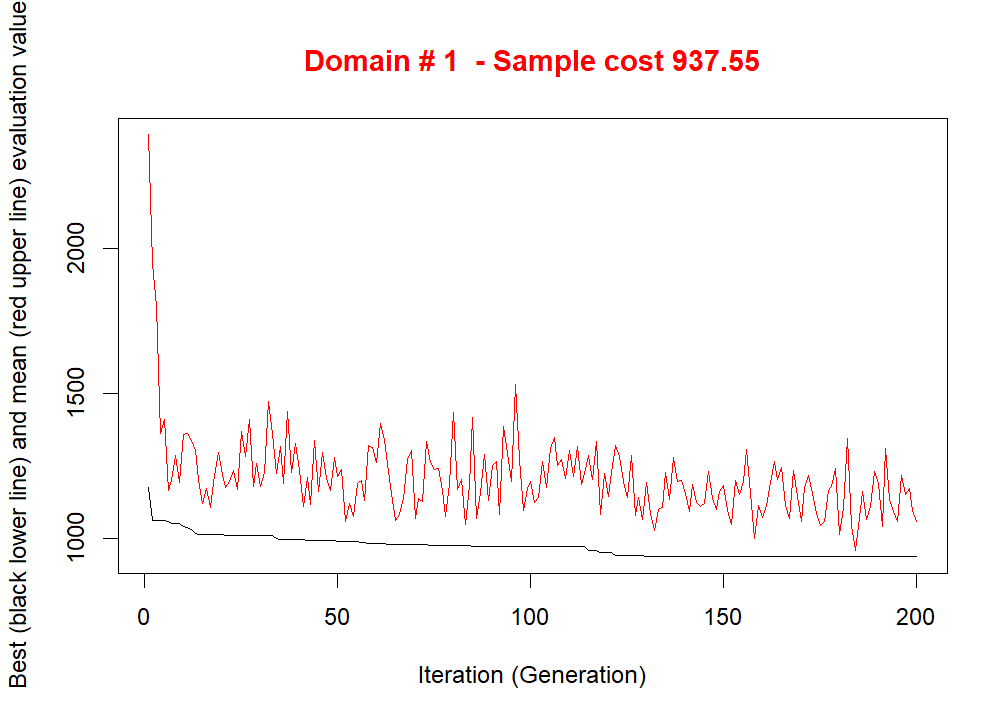 Domain # 1  - Sample cost 937.55
Best (black lower line) and mean (red upper line) evaluation value
2000
1500
1000
0 50 100 150 200
Iteration (Generation)